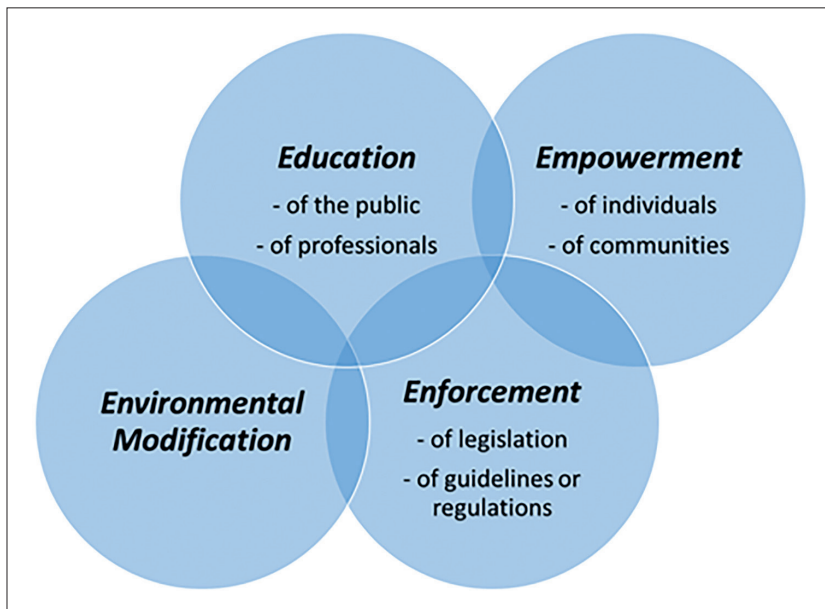 Education
- of the public
- of professionals
Empowerment
- of individuals
- of communities
Environmental
Modification
Enforcement
- of legislation
- of guidelines or
regulations